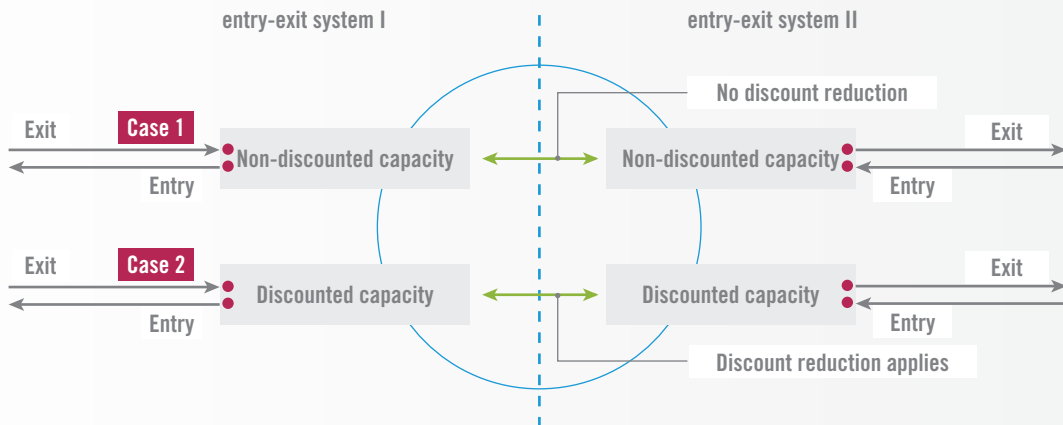 entry-exit system I
entry-exit system II
No discount reduction
Exit
Case 1
Exit
Non-discounted capacity
Non-discounted capacity
Entry
Entry
Exit
Case 2
Exit
Discounted capacity
Discounted capacity
Entry
Entry
Discount reduction applies